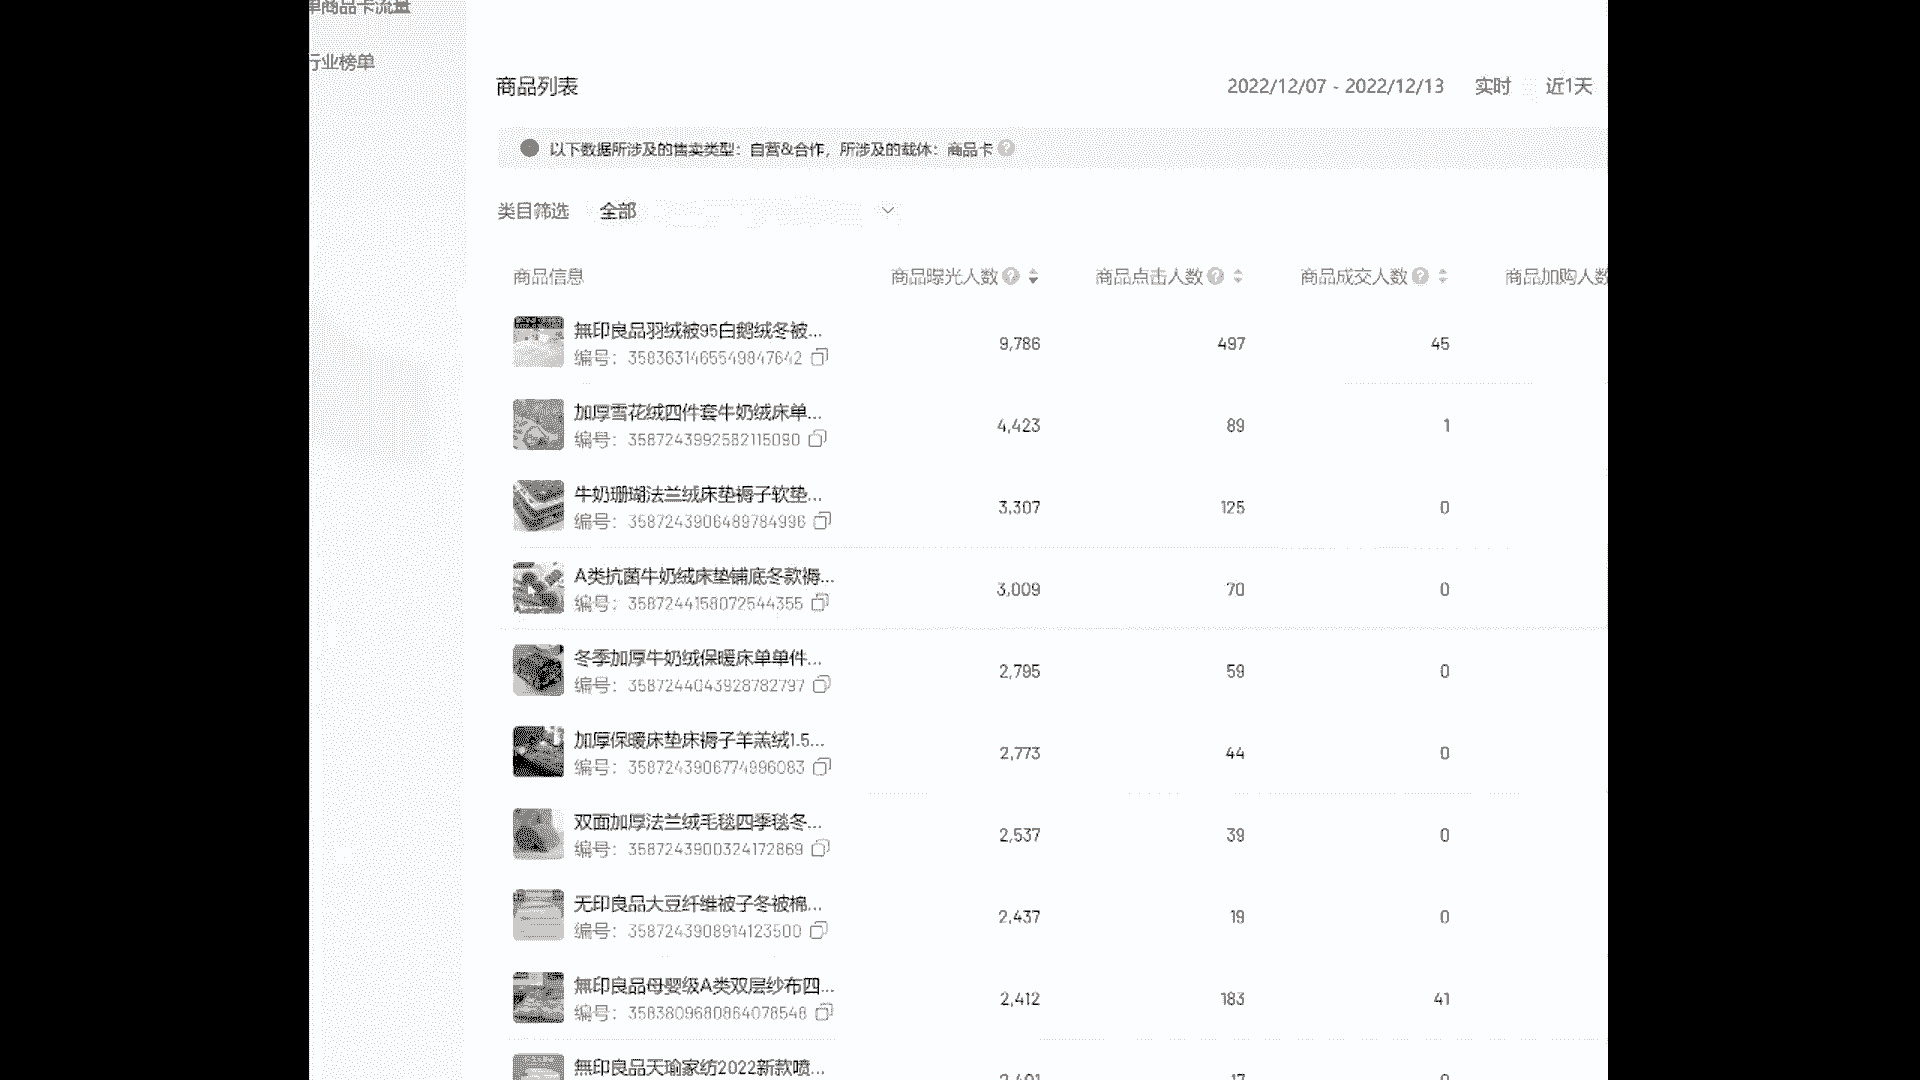 单商品卡流量
行业榜单
商品列表 2022/12/07 - 2022/12/13 实时 近1天
以下数据所涉及的售卖类型：自营&合作，所涉及的载体：商品卡
类目筛选 全部
商品信息 商品曝光人数 商品点击人数 商品成交人数 商品加购人数
無印良品羽绒被95白鹅绒冬被...
编号：3583631465549847642 9,786 497 45
加厚雪花绒四件套牛奶绒床单...
编号：3587243992582115090 4,423 89 1
牛奶珊瑚法兰绒床垫褥子软垫...
编号：3587243906489784996 3,307 125 0
A类抗菌牛奶绒床垫铺底冬款褥...
编号：3587244158072544355 3,009 70 0
冬季加厚牛奶绒保暖床单单件...
编号：3587244043928782797 2,795 59 0
加厚保暖床垫床褥子羊羔绒1.5...
编号：3587243906774996083 2,773 44 0
双面加厚法兰绒毛毯四季毯冬...
编号：3587243900324172869 2,537 39 0
无印良品大豆纤维被子冬被棉...
编号：3587243908914123500 2,437 19 0
無印良品母婴级A类双层纱布四...
编号：3583809680864078548 2,412 183 41
無印良品天瑜家纺2022新款喷...